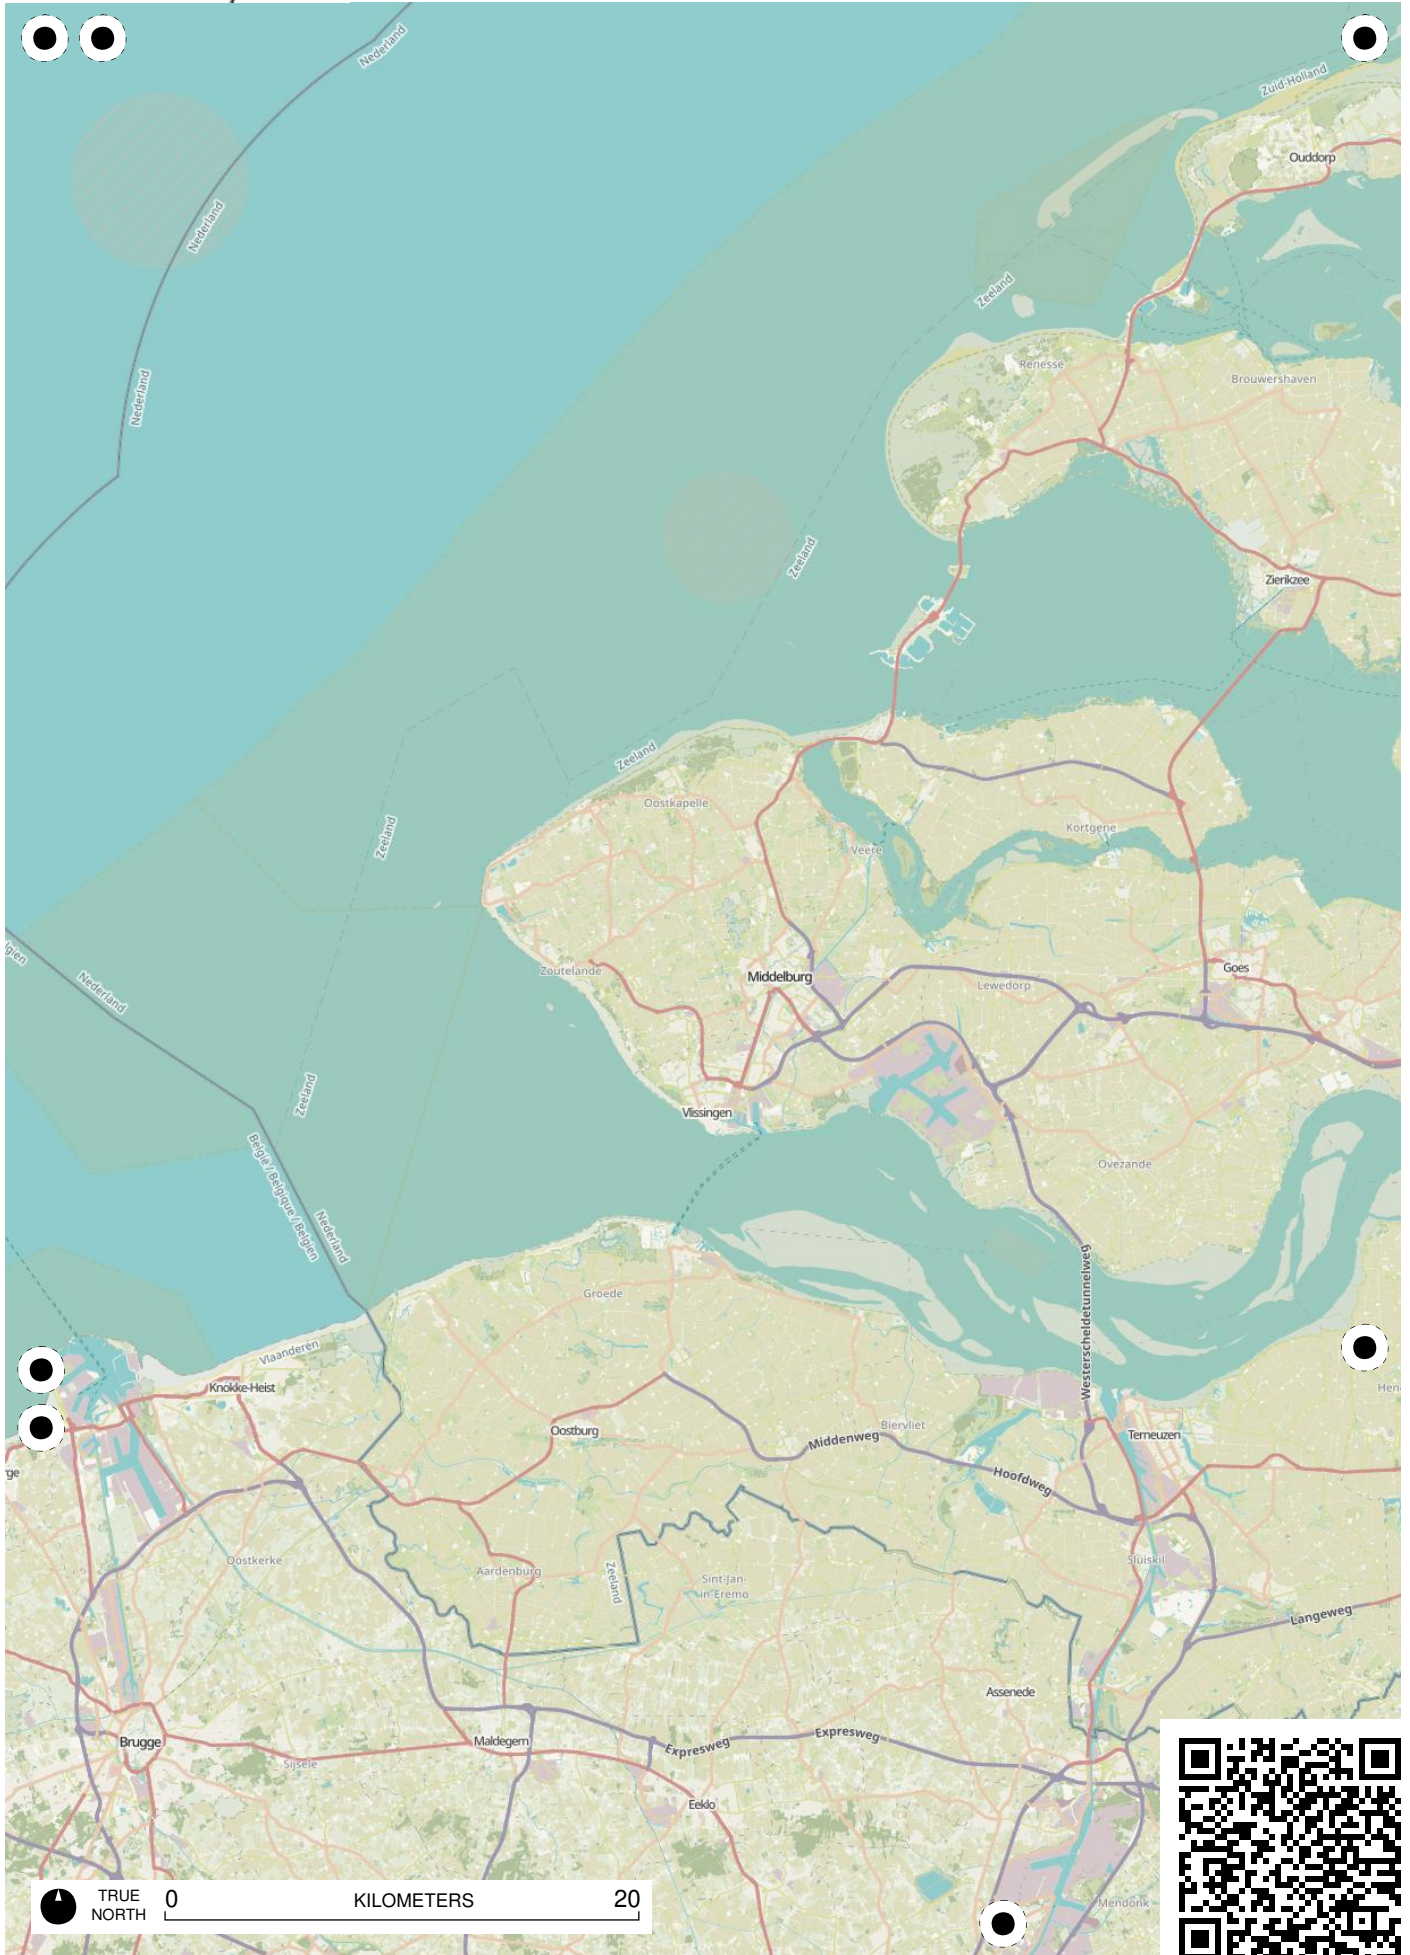 Nederland
Zuid-Holland
Ouddorp
Nederland
Zeeland
Renesse
Brouwershaven
Nederland
Zeeland
Zierikzee
Zeeland
Oostkapelle
Kortgene
Zeeland
Veere
Zoutelande
Middelburg
Goes
Lewedorp
Nederland
Zeeland
Vlissingen
Ovezande
België / Belgique / Belgien
Nederland
Groede
Westerscheldetunnelweg
Vlaanderen
Knokke-Heist
Oostburg
Biervliet
Middenweg
Terneuzen
Hoofdweg
Oostkerke
Aardenburg
Zeeland
Sint-Jan-
in-Eremo
Sluiskil
Langeweg
Assenede
Brugge
Maldegem
Expresweg
Expresweg
Sijsele
Eeklo
Mendonk
TRUE
NORTH
0 KILOMETERS 20